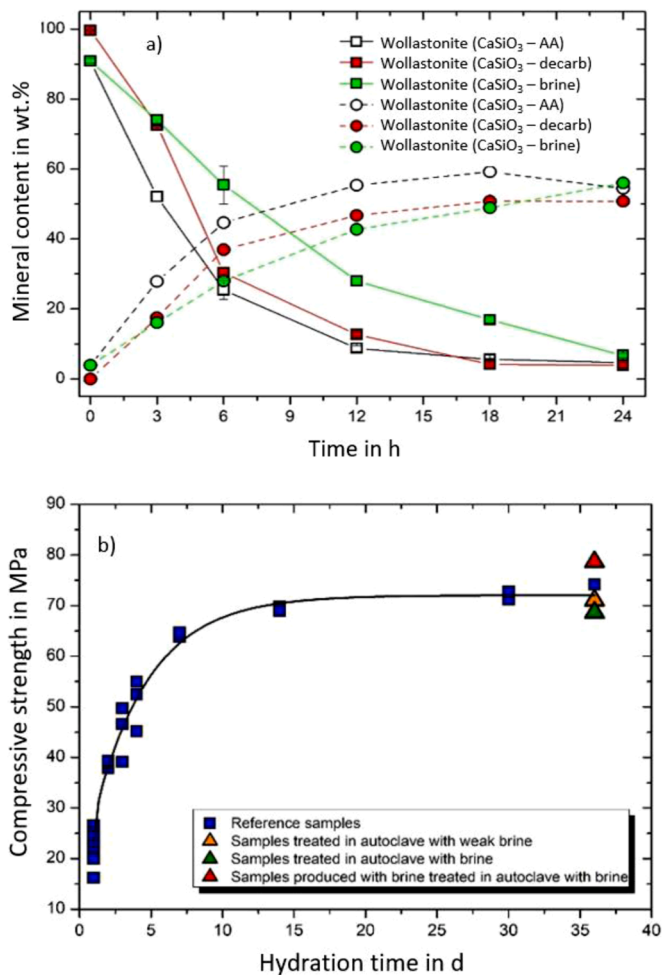 a)
Wollastonite (CaSiO₃ – AA)
Wollastonite (CaSiO₃ – decarb)
Wollastonite (CaSiO₃ – brine)
Wollastonite (CaSiO₃ – AA)
Wollastonite (CaSiO₃ – decarb)
Wollastonite (CaSiO₃ – brine)
Mineral content in wt.%
100
80
60
40
20
0
0 3 6 9 12 15 18 21 24
Time in h
b)
Compressive strength in MPa
90
80
70
60
50
40
30
20
10
Reference samples
Samples treated in autoclave with weak brine
Samples treated in autoclave with brine
Samples produced with brine treated in autoclave with brine
0 5 10 15 20 25 30 35 40
Hydration time in d